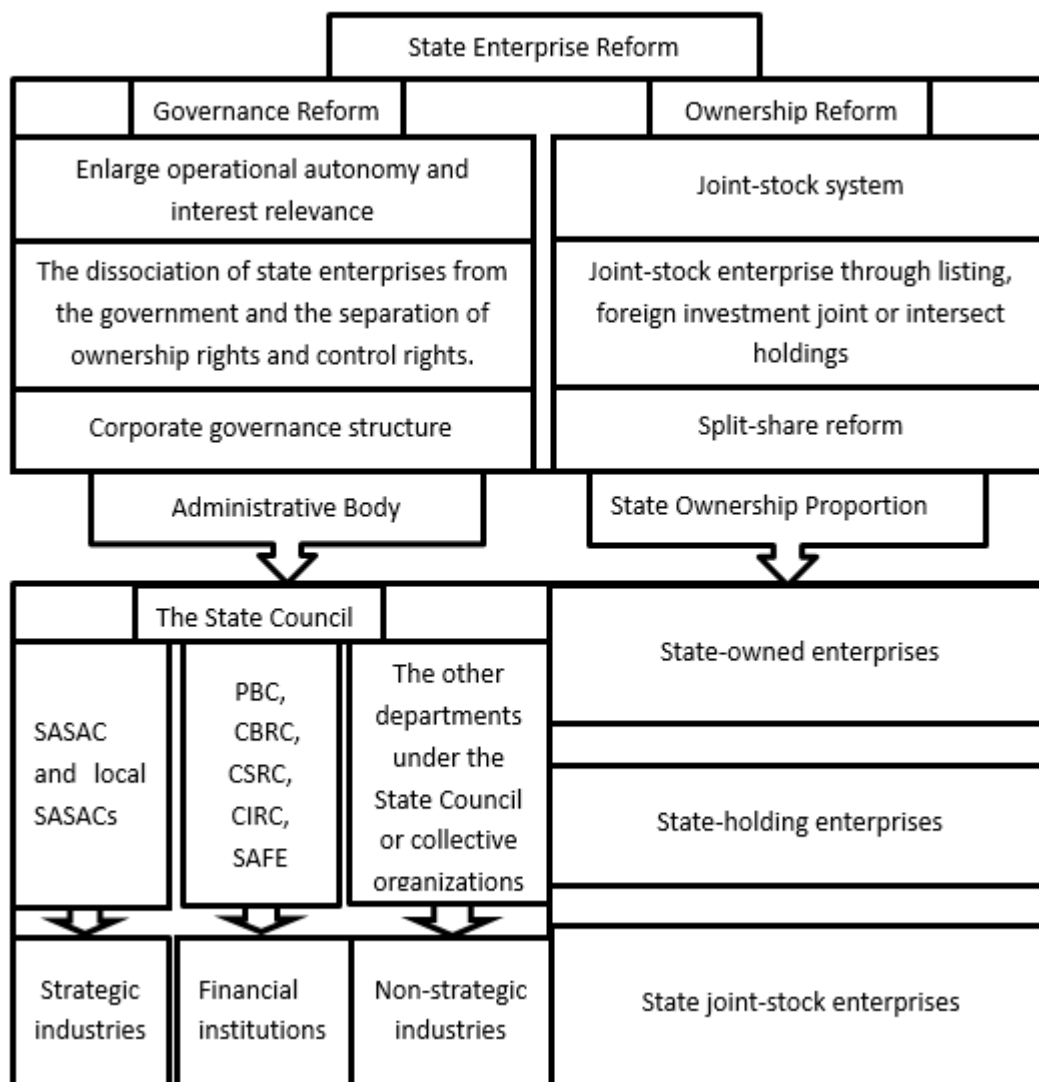 State Enterprise Reform
Governance Reform
Ownership Reform
Enlarge operational autonomy and
interest relevance
Joint-stock system
The dissociation of state enterprises from
the government and the separation of
ownership rights and control rights.
Joint-stock enterprise through listing,
foreign investment joint or intersect
holdings
Corporate governance structure
Split-share reform
Administrative Body
State Ownership Proportion
The State Council
SASAC
and local
SASACs
PBC,
CBRC,
CSRC,
CIRC,
SAFE
The other
departments
under the
State Council
or collective
organizations
State-owned enterprises
State-holding enterprises
Strategic
industries
Financial
institutions
Non-strategic
industries
State joint-stock enterprises